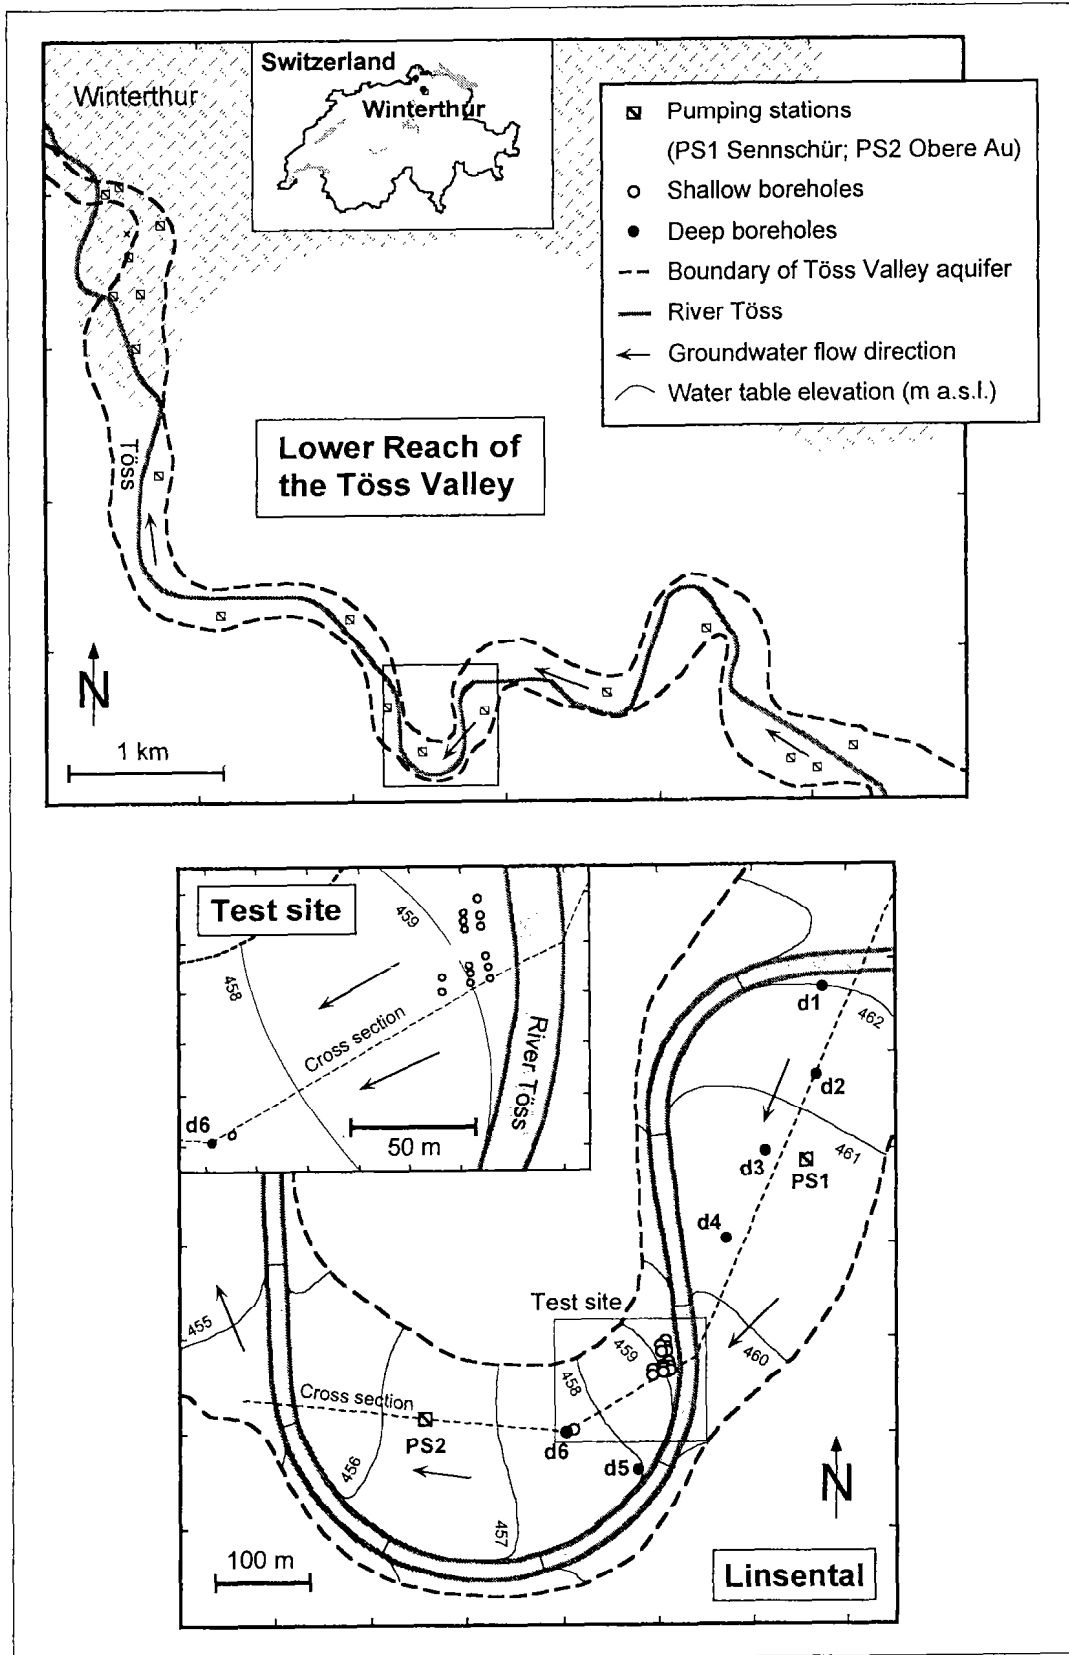 Winterthur
Switzerland
Winterthur
Pumping stations
(PS1 Sennschür; PS2 Obere Au)
Shallow boreholes
Deep boreholes
Boundary of Töss Valley aquifer
River Töss
Groundwater flow direction
Water table elevation (m a.s.l.)
Lower Reach of
the Töss Valley
Töss
N
1 km
Test site
459
458
Cross section
River Töss
d6
50 m
d1
462
d2
461
d3
PS1
d4
Test site
460
459
458
455
Cross section
PS2
d6
d5
456
457
N
100 m
Linsental